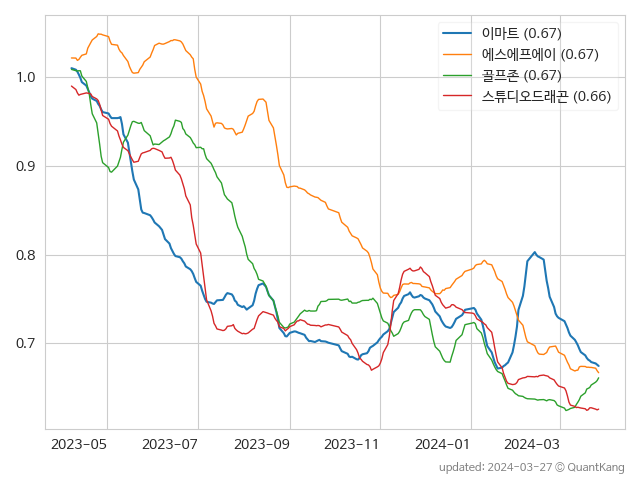 이마트 (0.67)
에스에프에이 (0.67)
골프존 (0.67)
스튜디오드래곤 (0.66)
1.0
0.9
0.8
0.7
2023-05 2023-07 2023-09 2023-11 2024-01 2024-03
updated: 2024-03-27 © QuantKang